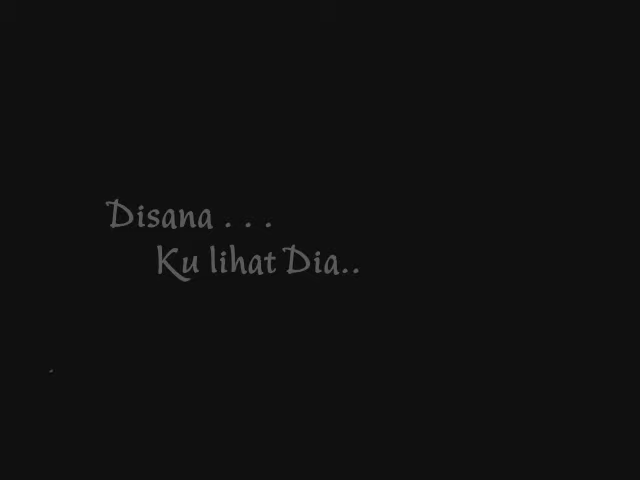 Disana . . .
Ku lihat Dia..